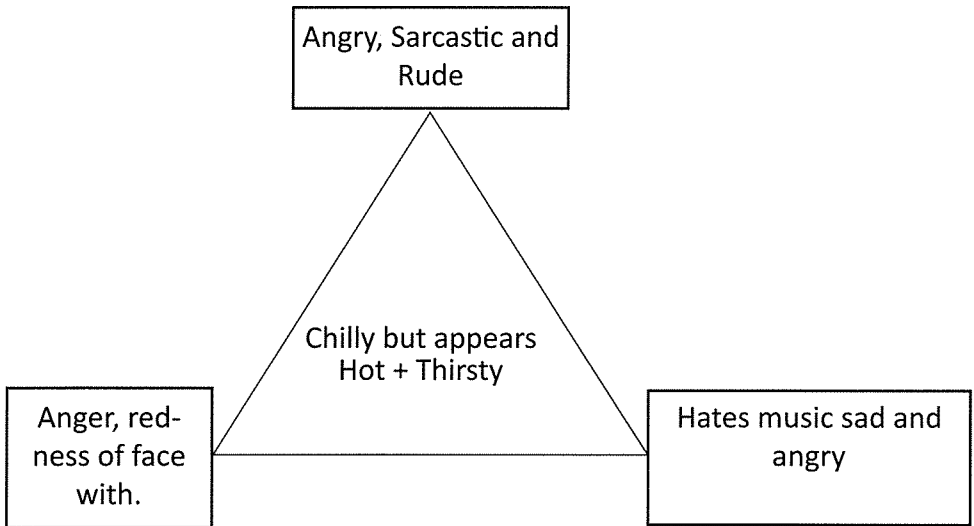 Angry, Sarcastic and
Rude
Chilly but appears
Hot + Thirsty
Anger, red-
ness of face
with.
Hates music sad and
angry